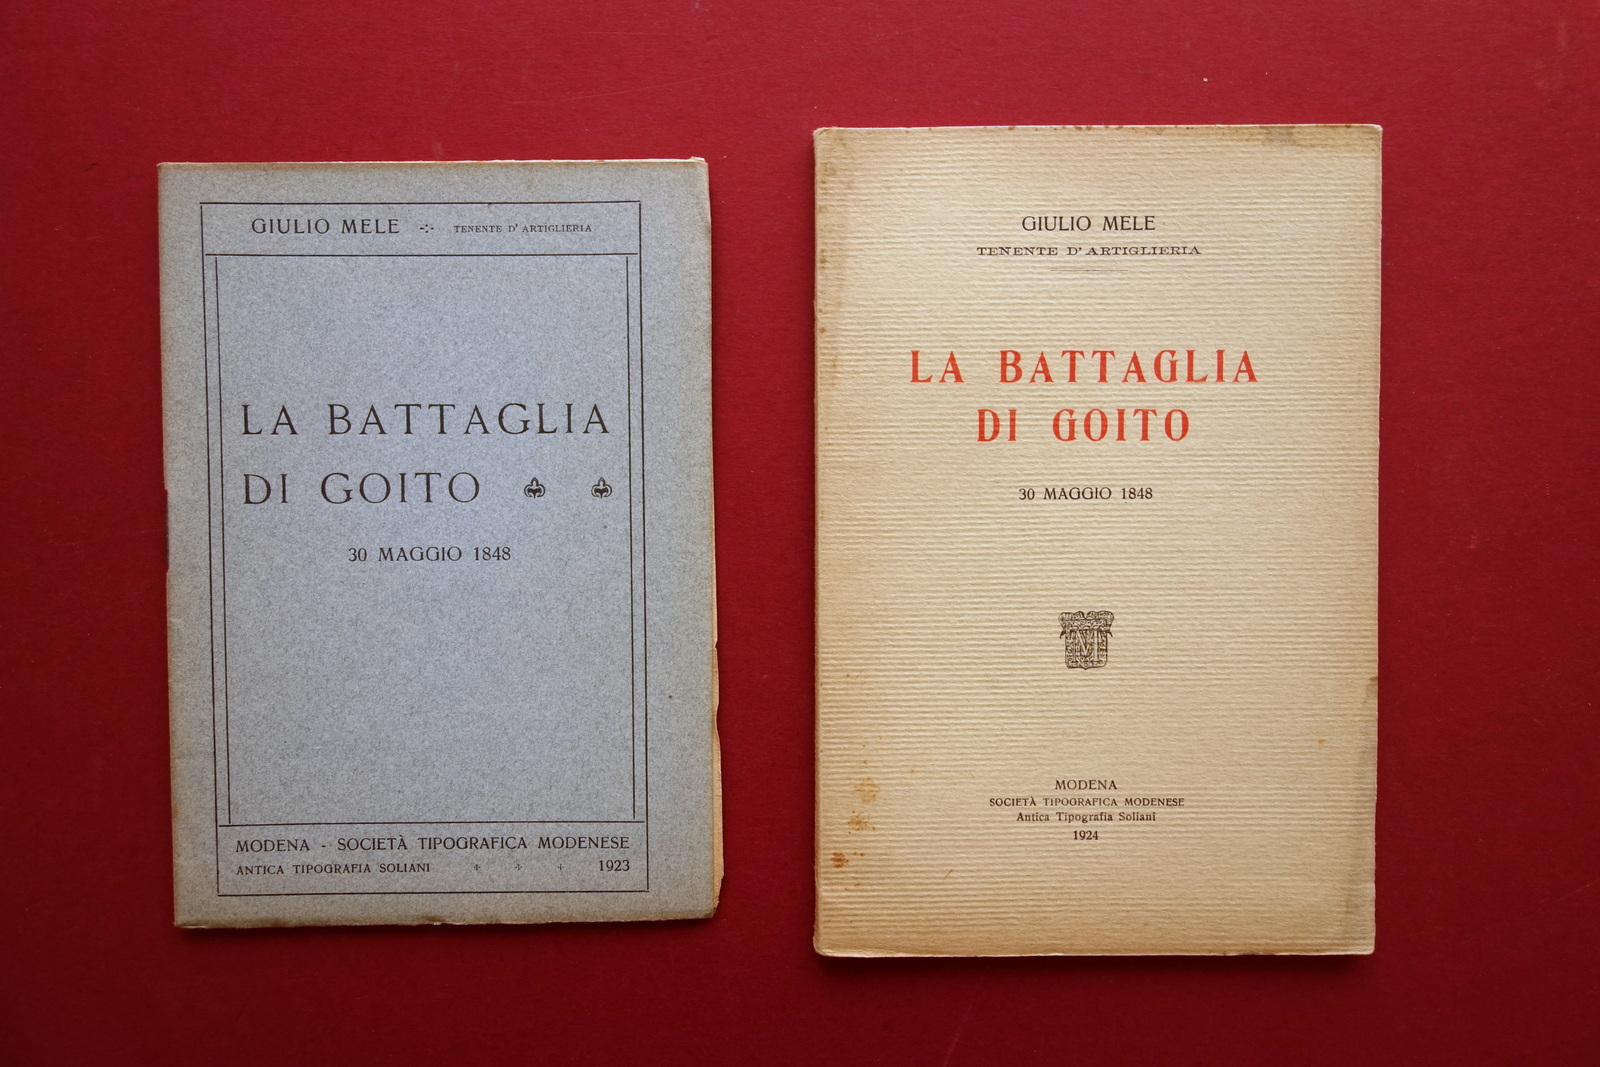 GIULIO MELE TENENTE D' ARTIGLIERIA
LA BATTAGLIA
DI GOITO
30 MAGGIO 1848
MODENA - SOCIETÀ TIPOGRAFICA MODENESE
ANTICA TIPOGRAFIA SOLIANI 1923
GIULIO MELE
TENENTE D'ARTIGLIERIA
LA BATTAGLIA
DI GOITO
30 MAGGIO 1848
M
MODENA
SOCIETÀ TIPOGRAFICA MODENESE
Antica Tipografia Soliani
1924